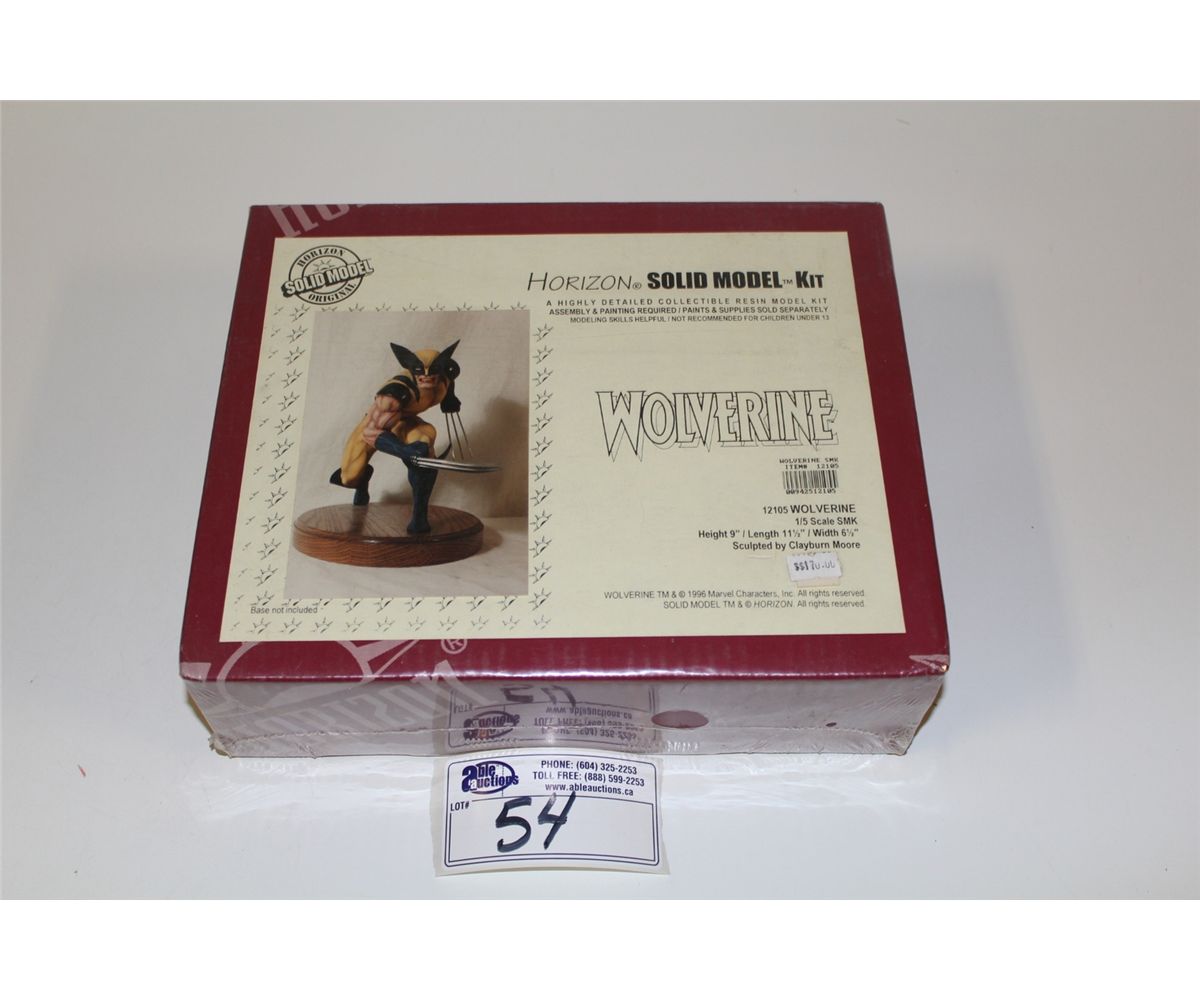 HORIZON
SOLID MODEL™
ORIGINAL
HORIZON® SOLID MODEL™ KIT
A HIGHLY DETAILED COLLECTIBLE RESIN MODEL KIT
ASSEMBLY & PAINTING REQUIRED / PAINTS & SUPPLIES SOLD SEPARATELY
MODELING SKILLS HELPFUL / NOT RECOMMENDED FOR CHILDREN UNDER 13
WOLVERINE
WOLVERINE SMK
ITEM# 12105
00942512105
12105 WOLVERINE
1/5 Scale SMK
Height 9" / Length 11½" / Width 6½"
Sculpted by Clayburn Moore
WOLVERINE TM & © 1996 Marvel Characters, Inc. All rights reserved.
SOLID MODEL TM & © HORIZON. All rights reserved.
Base not included
able auctions
PHONE: (604) 325-2253
TOLL FREE: (888) 599-2253
www.ableauctions.ca
LOT#
54